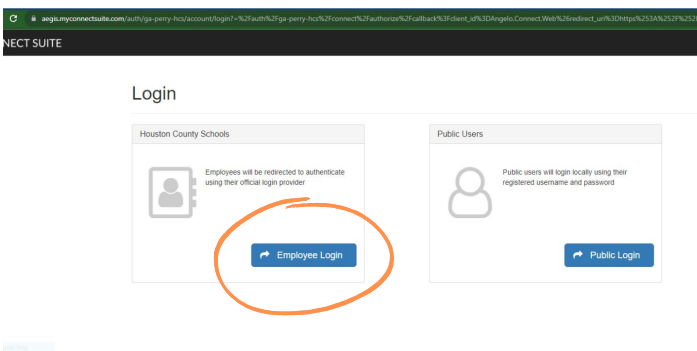 aegis.myconnectsuite.com/auth/ga-perry-hcs/account/login?=%2Fauth%2Fga-perry-hcs%2Fconnect%2Fauthorize%2Fcallback%3Fclient_id%3DAngelo.Connect.Web%26redirect_uri%3Dhttps%253A%252F%252F
NECT SUITE
Login
Houston County Schools
Employees will be redirected to authenticate
using their official login provider
Employee Login
Public Users
Public users will login locally using their
registered username and password
Public Login